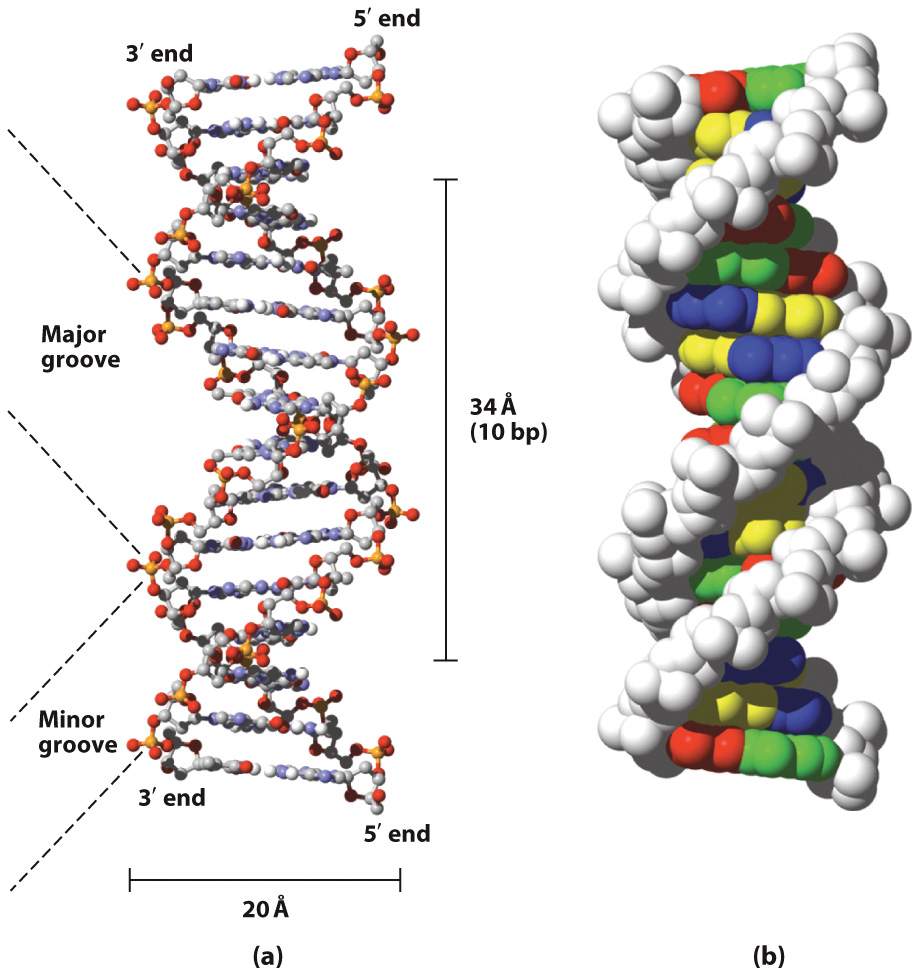 5′ end
3′ end
Major
groove
34 Å
(10 bp)
Minor
groove
3′ end
5′ end
20 Å
(a)
(b)